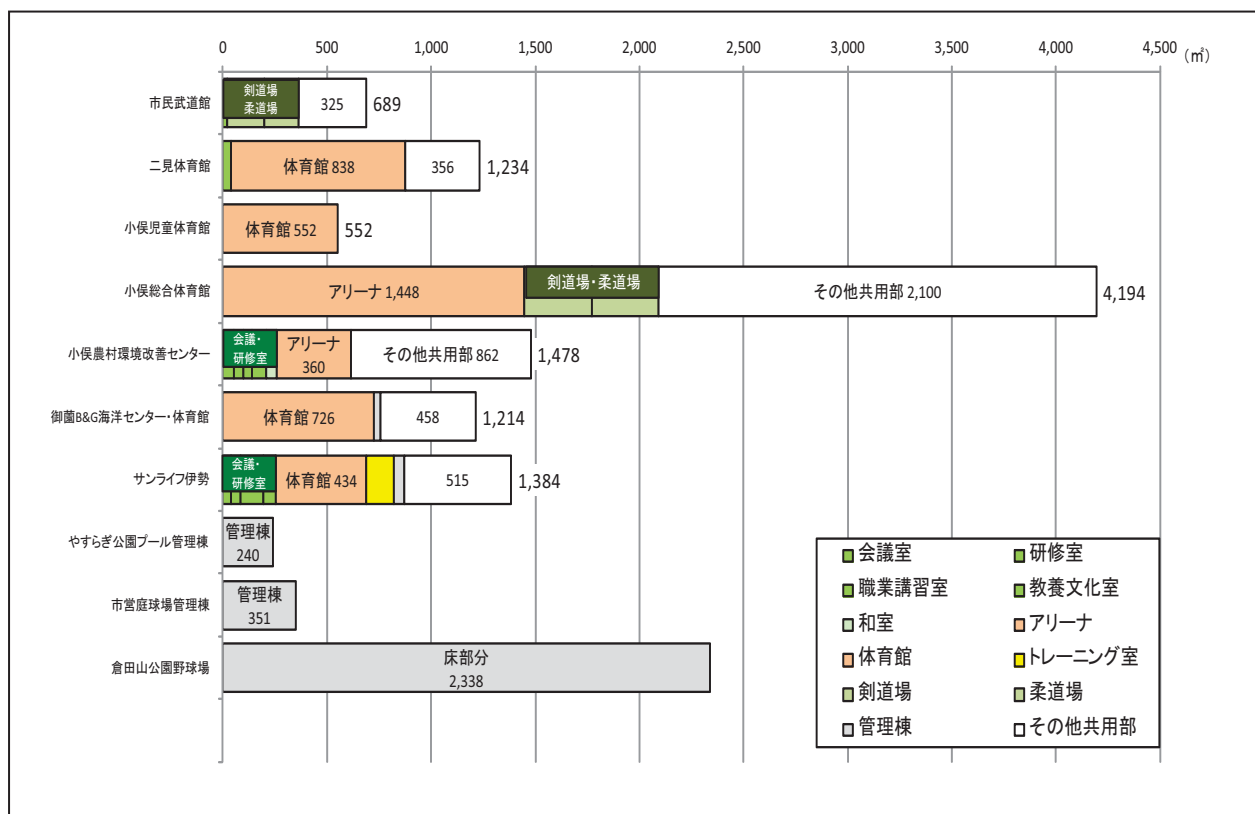 0 500 1,000 1,500 2,000 2,500 3,000 3,500 4,000 4,500 (㎡)
市民武道館
剣道場
柔道場
325
689
二見体育館
体育館 838
356
1,234
小俣児童体育館
体育館 552
552
小俣総合体育館
アリーナ 1,448
剣道場・柔道場
その他共用部 2,100
4,194
小俣農村環境改善センター
会議・
研修室
アリーナ
360
その他共用部 862
1,478
御薗B&G海洋センター・体育館
体育館 726
458
1,214
サンライフ伊勢
会議・
研修室
体育館 434
515
1,384
やすらぎ公園プール管理棟
管理棟
240
市営庭球場管理棟
管理棟
351
倉田山公園野球場
床部分
2,338
会議室 研修室
職業講習室 教養文化室
和室 アリーナ
体育館 トレーニング室
剣道場 柔道場
管理棟 その他共用部